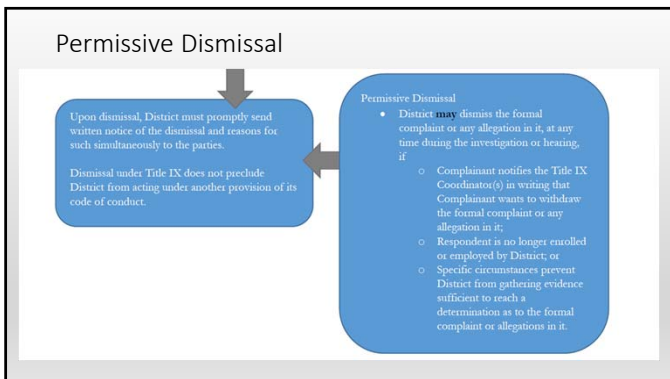 Permissive Dismissal
Upon dismissal, District must promptly send
written notice of the dismissal and reasons for
such simultaneously to the parties.
Dismissal under Title IX does not preclude
District from acting under another provision of its
code of conduct.
Permissive Dismissal
• District may dismiss the formal
complaint or any allegation in it, at any
time during the investigation or hearing,
if
o Complainant notifies the Title IX
Coordinator(s) in writing that
Complainant wants to withdraw
the formal complaint or any
allegation in it;
o Respondent is no longer enrolled
or employed by District; or
o Specific circumstances prevent
District from gathering evidence
sufficient to reach a
determination as to the formal
complaint or allegations in it.